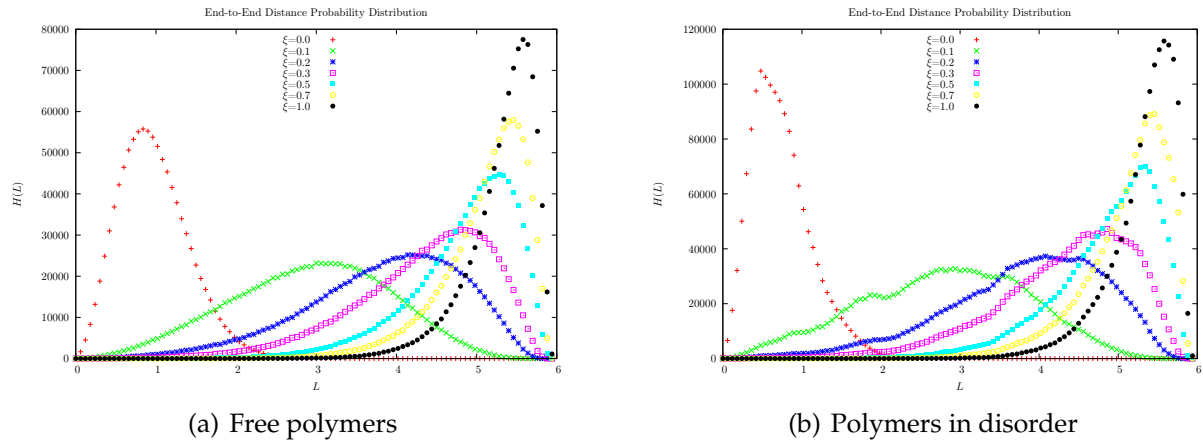 End-to-End Distance Probability Distribution
80000
70000
60000
50000
40000
30000
20000
10000
0
H(L)
ξ=0.0
ξ=0.1
ξ=0.2
ξ=0.3
ξ=0.5
ξ=0.7
ξ=1.0
0 1 2 3 4 5 6
L
(a) Free polymers
End-to-End Distance Probability Distribution
120000
100000
80000
60000
40000
20000
0
H(L)
ξ=0.0
ξ=0.1
ξ=0.2
ξ=0.3
ξ=0.5
ξ=0.7
ξ=1.0
0 1 2 3 4 5 6
L
(b) Polymers in disorder